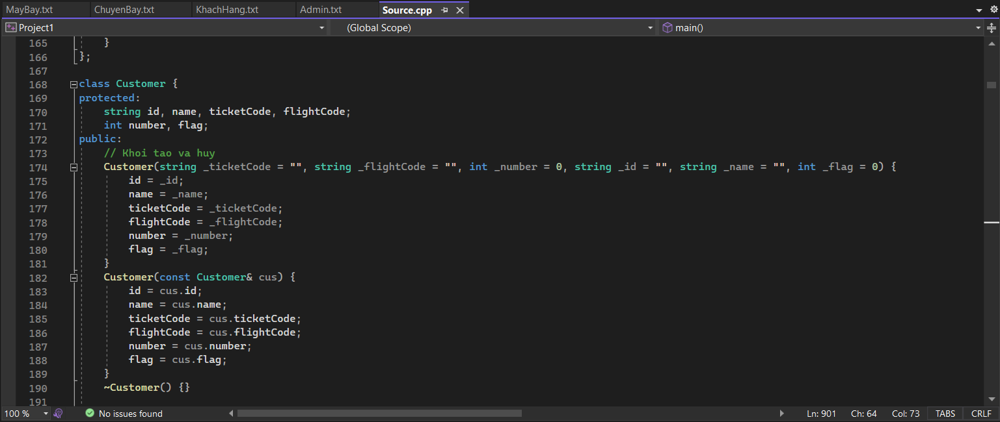 MayBay.txt ChuyenBay.txt KhachHang.txt Admin.txt Source.cpp
Project1 (Global Scope) main()
165 }
166 };
167
168 class Customer {
169 protected:
170 string id, name, ticketCode, flightCode;
171 int number, flag;
172 public:
173 // Khoi tao va huy
174 Customer(string _ticketCode = "", string _flightCode = "", int _number = 0, string _id = "", string _name = "", int _flag = 0) {
175 id = _id;
176 name = _name;
177 ticketCode = _ticketCode;
178 flightCode = _flightCode;
179 number = _number;
180 flag = _flag;
181 }
182 Customer(const Customer& cus) {
183 id = cus.id;
184 name = cus.name;
185 ticketCode = cus.ticketCode;
186 flightCode = cus.flightCode;
187 number = cus.number;
188 flag = cus.flag;
189 }
190 ~Customer() {}
191
100 % No issues found Ln: 901 Ch: 64 Col: 73 TABS CRLF